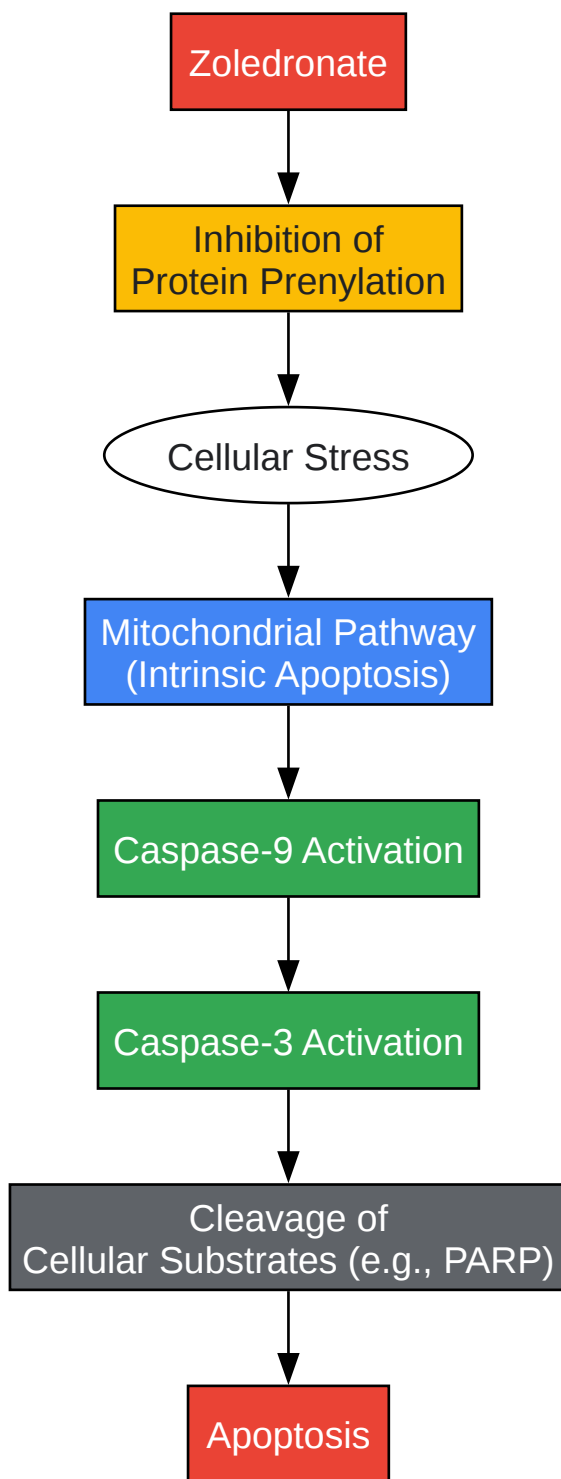 Zoledronate
Inhibition of
Protein Prenylation
Cellular Stress
Mitochondrial Pathway
(Intrinsic Apoptosis)
Caspase-9 Activation
Caspase-3 Activation
Cleavage of
Cellular Substrates (e.g., PARP)
Apoptosis